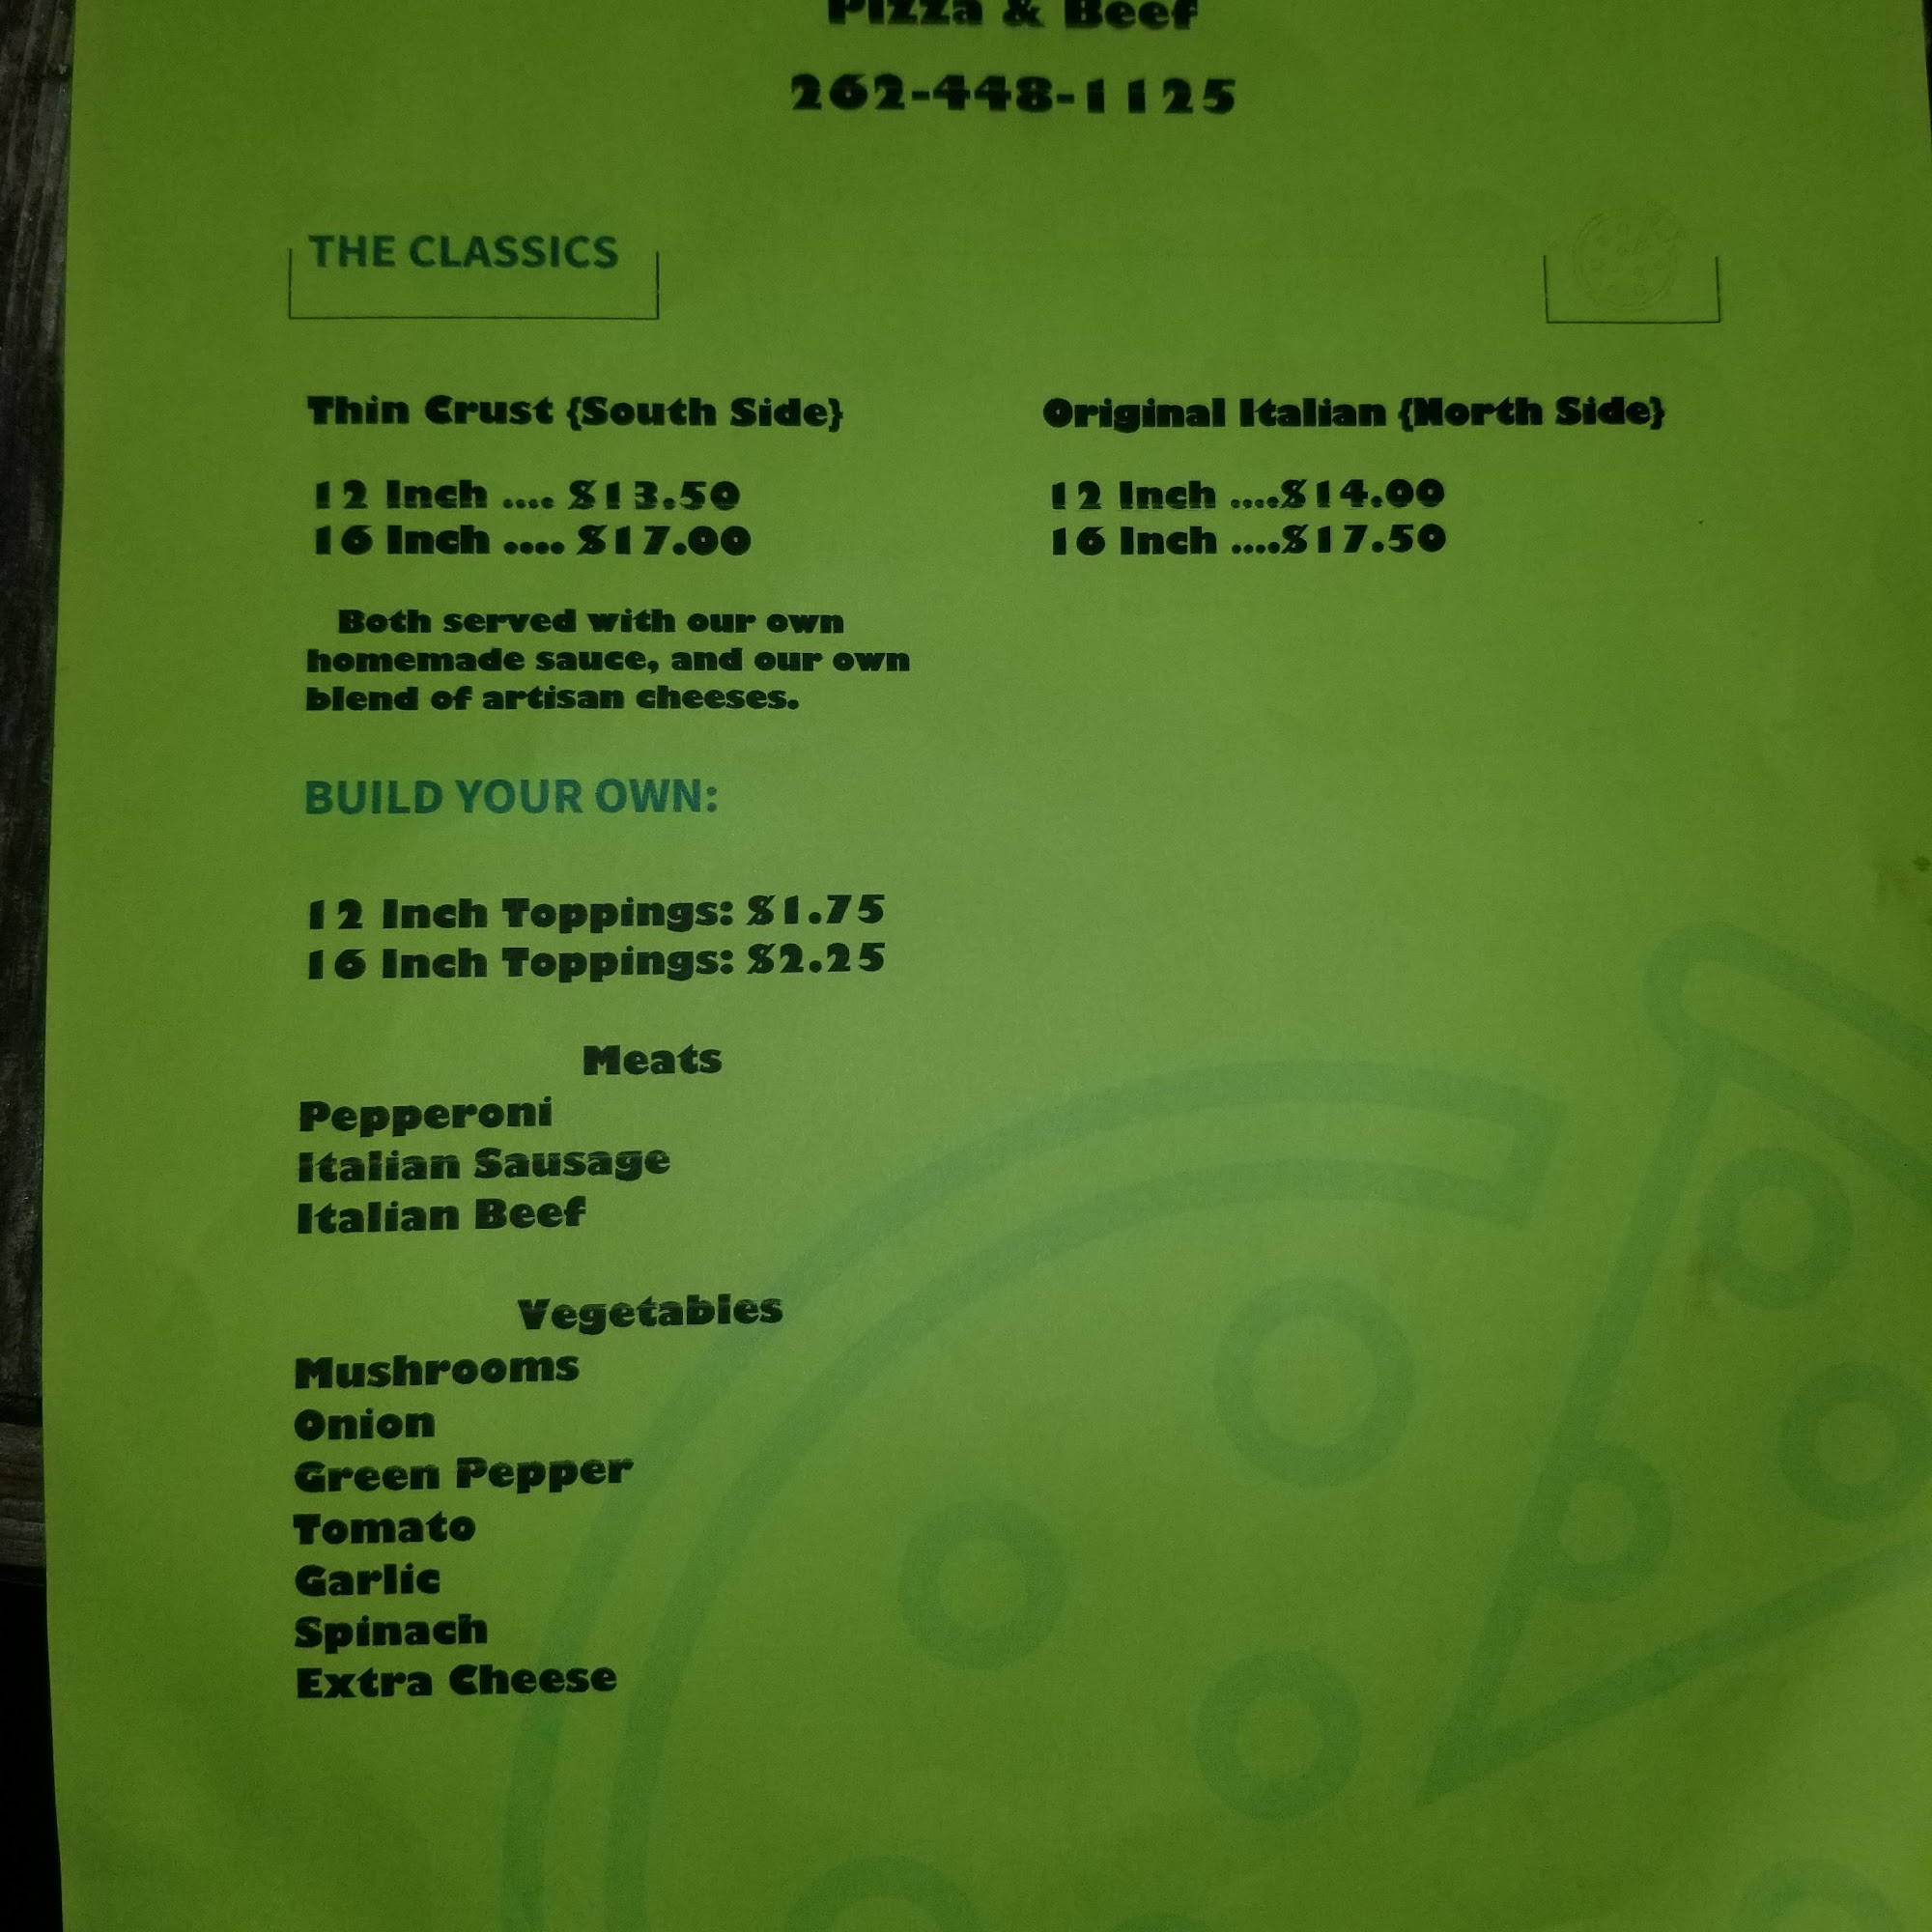 Pizza & Beef
262-448-1125
THE CLASSICS
Thin Crust {South Side}
12 Inch .... $13.50
16 Inch .... $17.00
Original Italian {North Side}
12 Inch ....$14.00
16 Inch ....$17.50
Both served with our own
homemade sauce, and our own
blend of artisan cheeses.
BUILD YOUR OWN:
12 Inch Toppings: $1.75
16 Inch Toppings: $2.25
Meats
Pepperoni
Italian Sausage
Italian Beef
Vegetables
Mushrooms
Onion
Green Pepper
Tomato
Garlic
Spinach
Extra Cheese